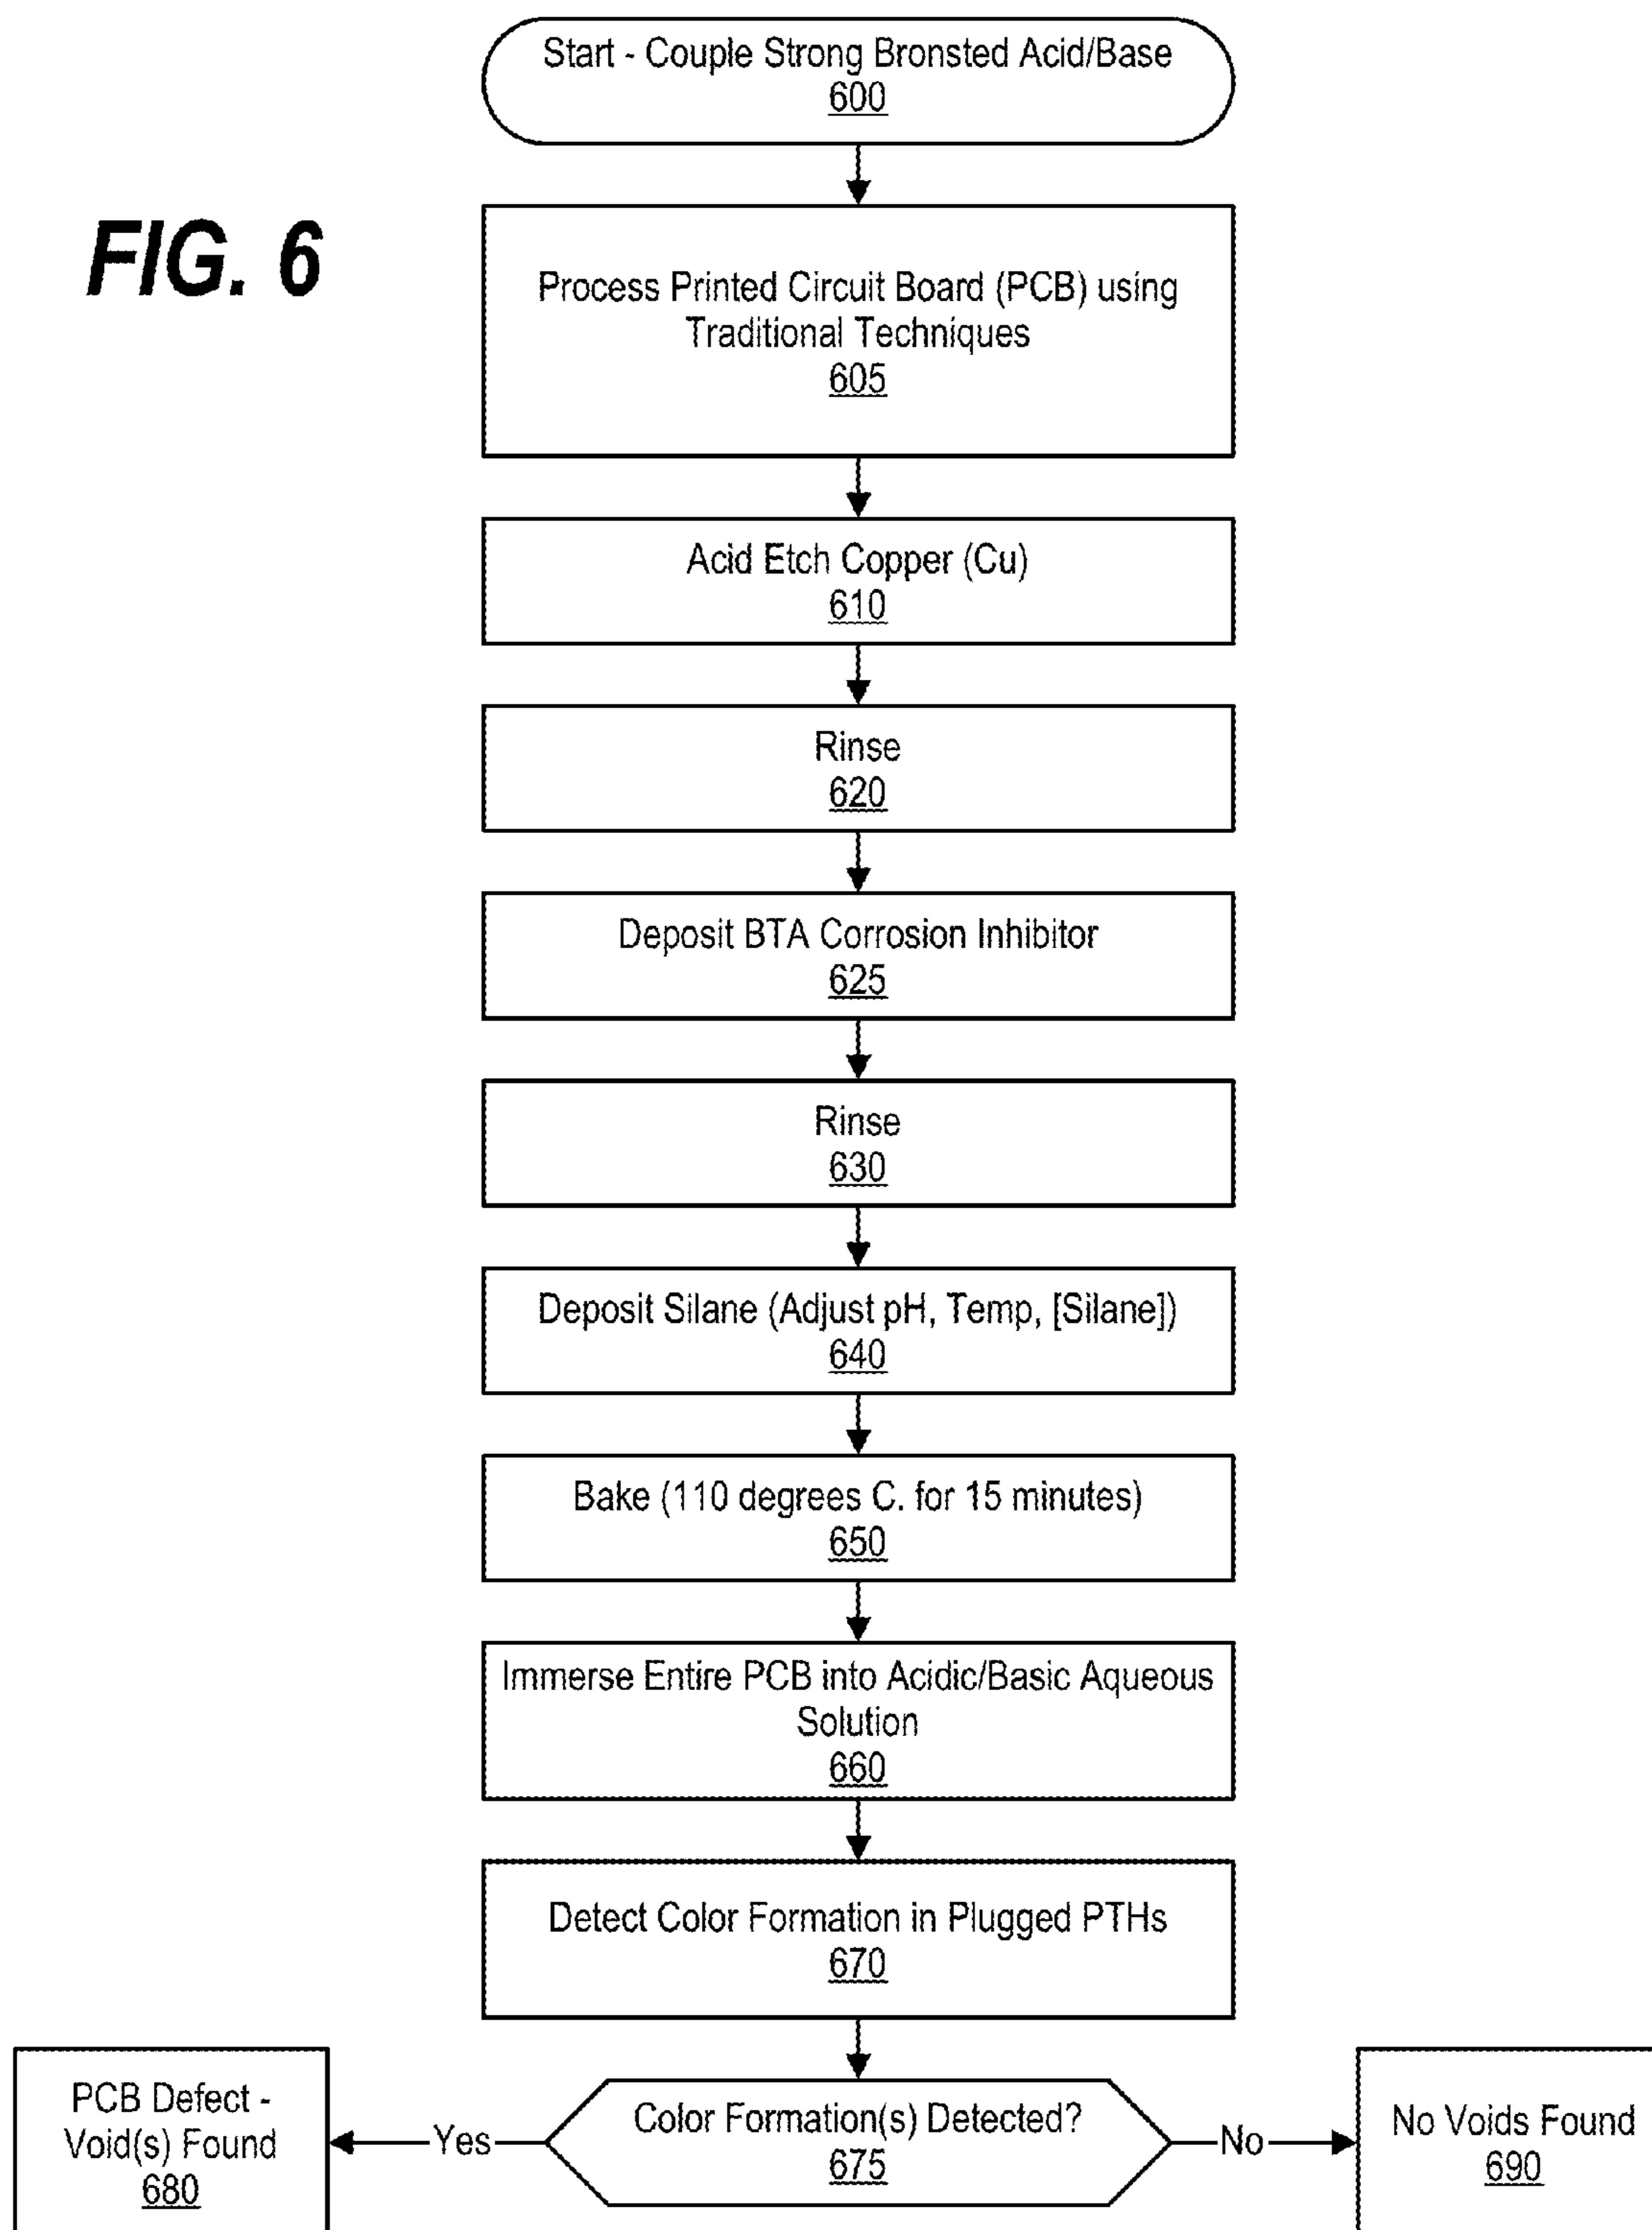 Start - Couple Strong Bronsted Acid/Base
600
FIG. 6
Process Printed Circuit Board (PCB) using
Traditional Techniques
605
Acid Etch Copper (Cu)
610
Rinse
620
Deposit BTA Corrosion Inhibitor
625
Rinse
630
Deposit Silane (Adjust pH, Temp, [Silane])
640
Bake (110 degrees C. for 15 minutes)
650
Immerse Entire PCB into Acidic/Basic Aqueous
Solution
660
Detect Color Formation in Plugged PTHs
670
Color Formation(s) Detected?
675
Yes
PCB Defect -
Void(s) Found
680
No
No Voids Found
690